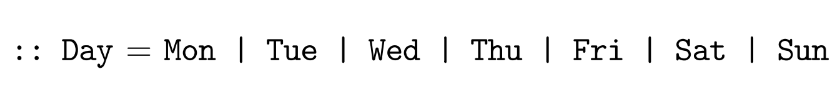 :: Day = Mon | Tue | Wed | Thu | Fri | Sat | Sun